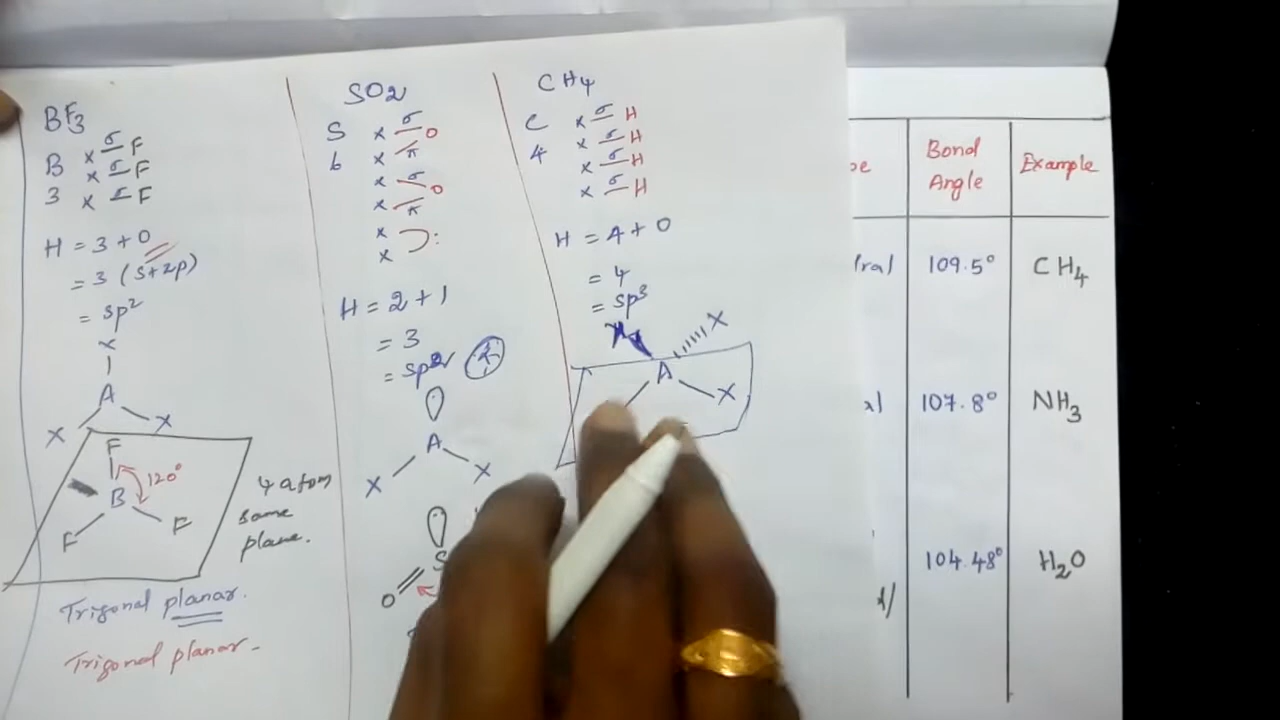 BF3
B × σ F
3 × σ F
× σ F
H = 3 + 0
= 3 (S+2p)
= sp²
X
A
X X
F
120°
B
F F
4 atom
same
plane.
Trigonal planar.
Trigonal planar-
SO2
S × σ O
6 × π
× σ O
× π
×
× :
H = 2 + 1
= 3
= sp²
A
X X
S
O
CH4
C × σ H
4 × σ H
× σ H
× σ H
H = 4 + 0
= 4
= sp³
X X
A
X
Bond
Angle
Example
109.5° CH4
107.8° NH3
104.48° H2O